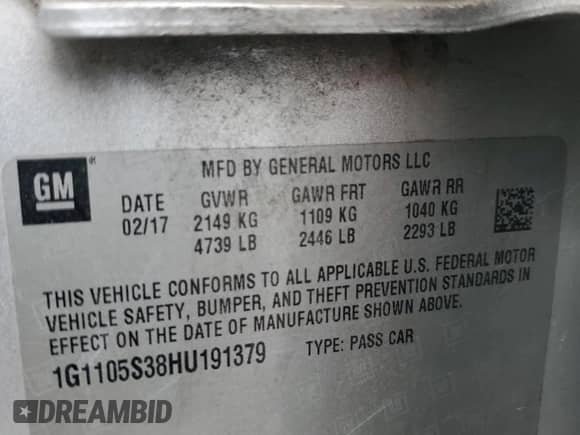 GM
MFD BY GENERAL MOTORS LLC
DATE GVWR GAWR FRT GAWR RR
02/17 2149 KG 1109 KG 1040 KG
4739 LB 2446 LB 2293 LB
THIS VEHICLE CONFORMS TO ALL APPLICABLE U.S. FEDERAL MOTOR
VEHICLE SAFETY, BUMPER, AND THEFT PREVENTION STANDARDS IN
EFFECT ON THE DATE OF MANUFACTURE SHOWN ABOVE.
1G1105S38HU191379 TYPE: PASS CAR
DREAMBID